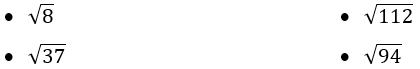 • √8 • √112
• √37 • √94